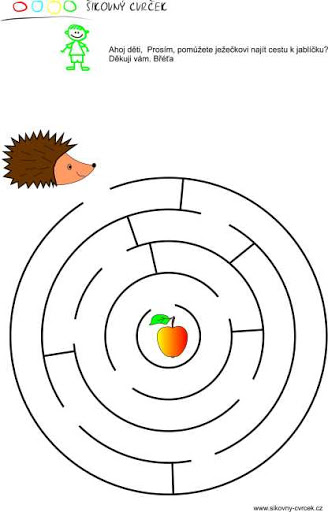 ŠIKOVNÝ CVRČEK
Ahoj děti, Prosím, pomůžete ježečkovi najít cestu k jablíčku?
Děkuji vám. Břéťa
www.sikovny-cvrcek.cz